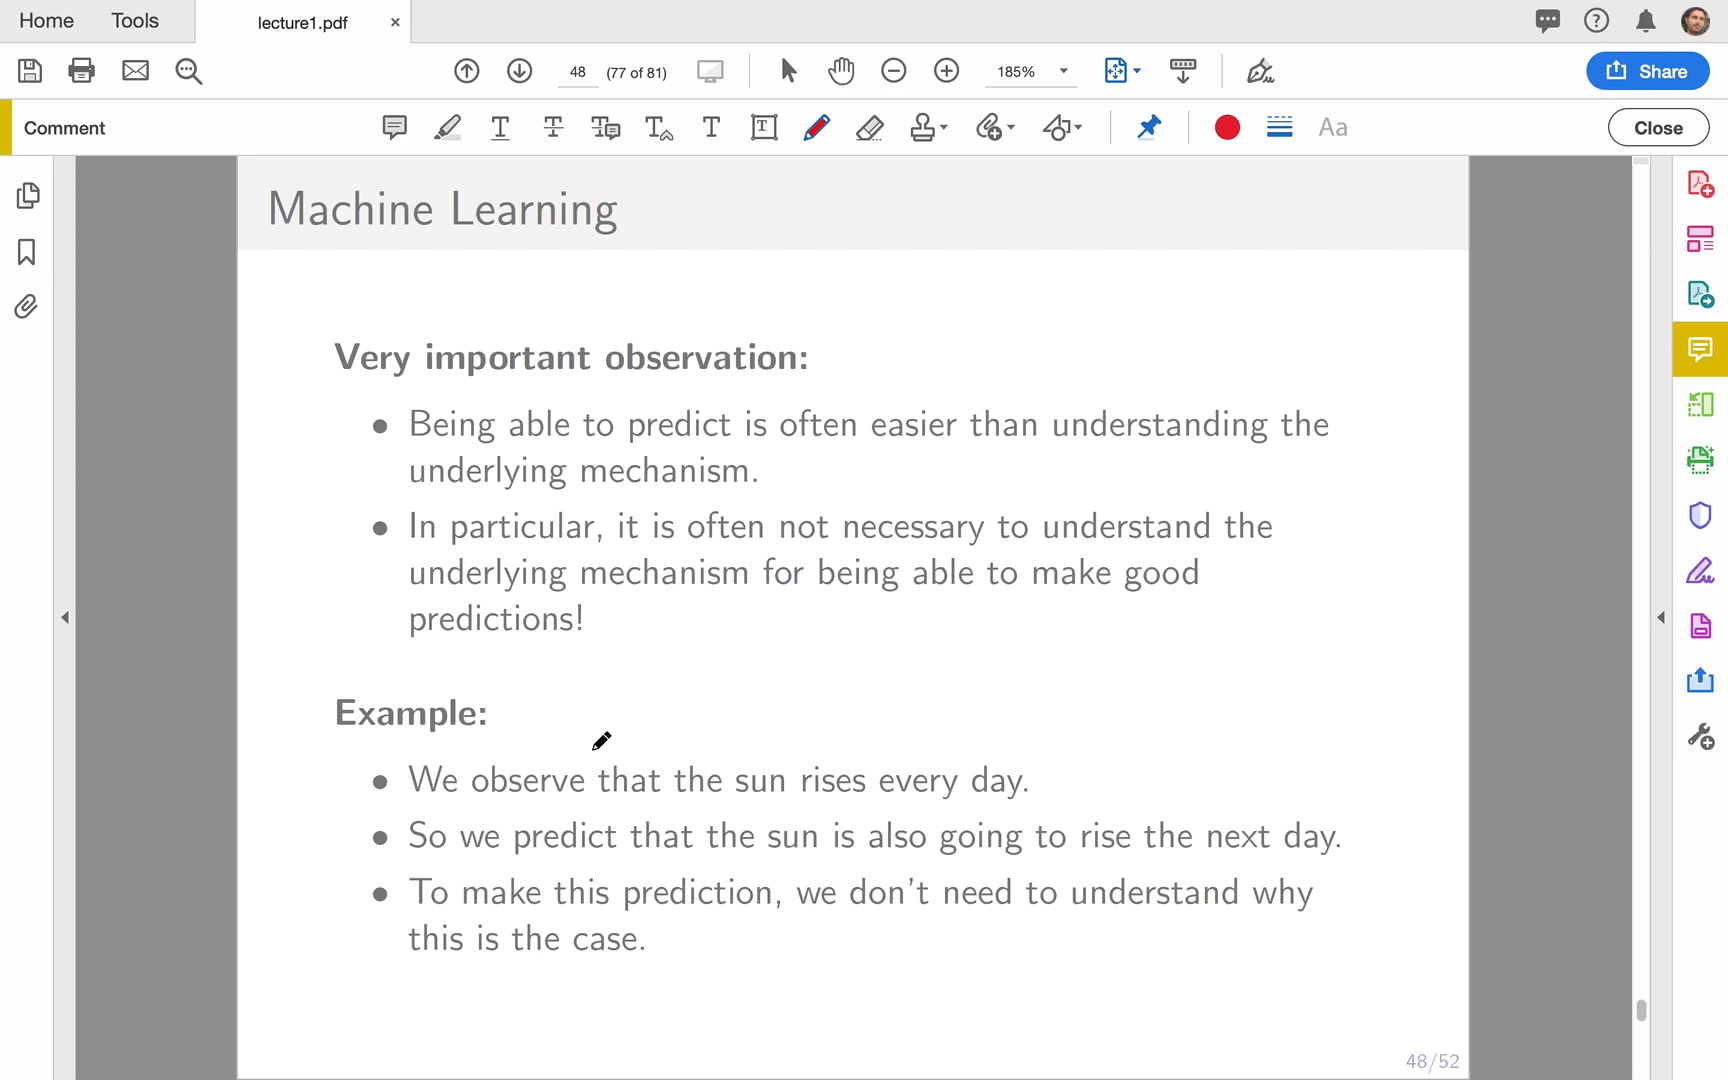 Home Tools lecture1.pdf
48 (77 of 81) 185% Share
Comment Aa Close
Machine Learning
Very important observation:
• Being able to predict is often easier than understanding the
underlying mechanism.
• In particular, it is often not necessary to understand the
underlying mechanism for being able to make good
predictions!
Example:
• We observe that the sun rises every day.
• So we predict that the sun is also going to rise the next day.
• To make this prediction, we don't need to understand why
this is the case.
48/52